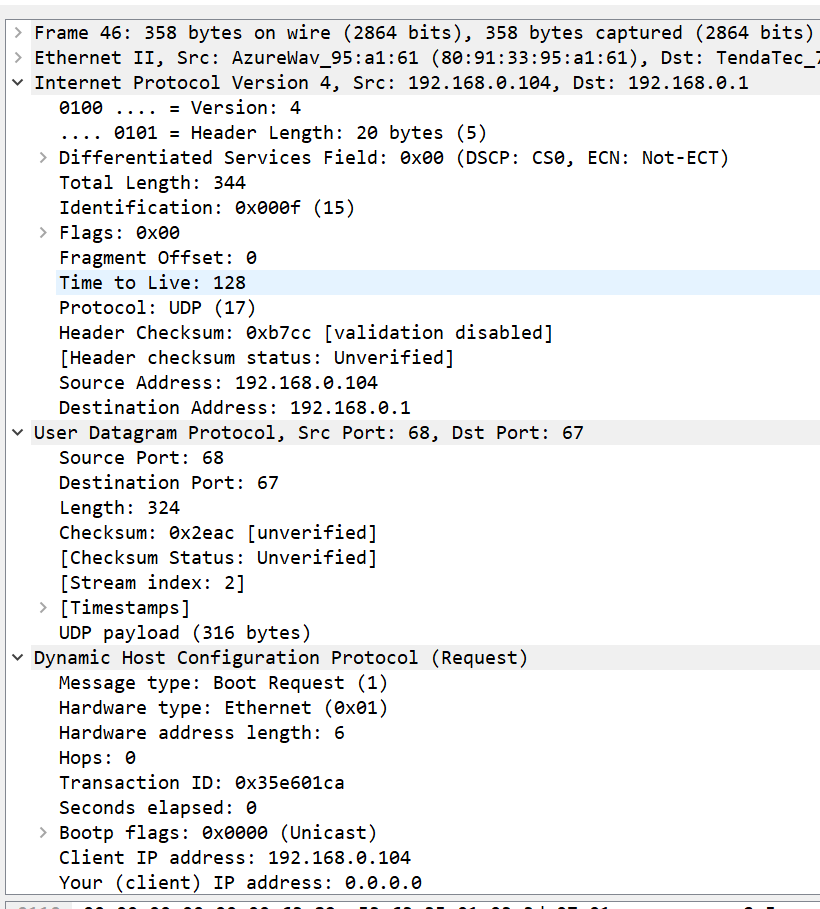 Frame 46: 358 bytes on wire (2864 bits), 358 bytes captured (2864 bits)
Ethernet II, Src: AzureWav_95:a1:61 (80:91:33:95:a1:61), Dst: TendaTec_7
Internet Protocol Version 4, Src: 192.168.0.104, Dst: 192.168.0.1
0100 .... = Version: 4
.... 0101 = Header Length: 20 bytes (5)
Differentiated Services Field: 0x00 (DSCP: CS0, ECN: Not-ECT)
Total Length: 344
Identification: 0x000f (15)
Flags: 0x00
Fragment Offset: 0
Time to Live: 128
Protocol: UDP (17)
Header Checksum: 0xb7cc [validation disabled]
[Header checksum status: Unverified]
Source Address: 192.168.0.104
Destination Address: 192.168.0.1
User Datagram Protocol, Src Port: 68, Dst Port: 67
Source Port: 68
Destination Port: 67
Length: 324
Checksum: 0x2eac [unverified]
[Checksum Status: Unverified]
[Stream index: 2]
[Timestamps]
UDP payload (316 bytes)
Dynamic Host Configuration Protocol (Request)
Message type: Boot Request (1)
Hardware type: Ethernet (0x01)
Hardware address length: 6
Hops: 0
Transaction ID: 0x35e601ca
Seconds elapsed: 0
Bootp flags: 0x0000 (Unicast)
Client IP address: 192.168.0.104
Your (client) IP address: 0.0.0.0